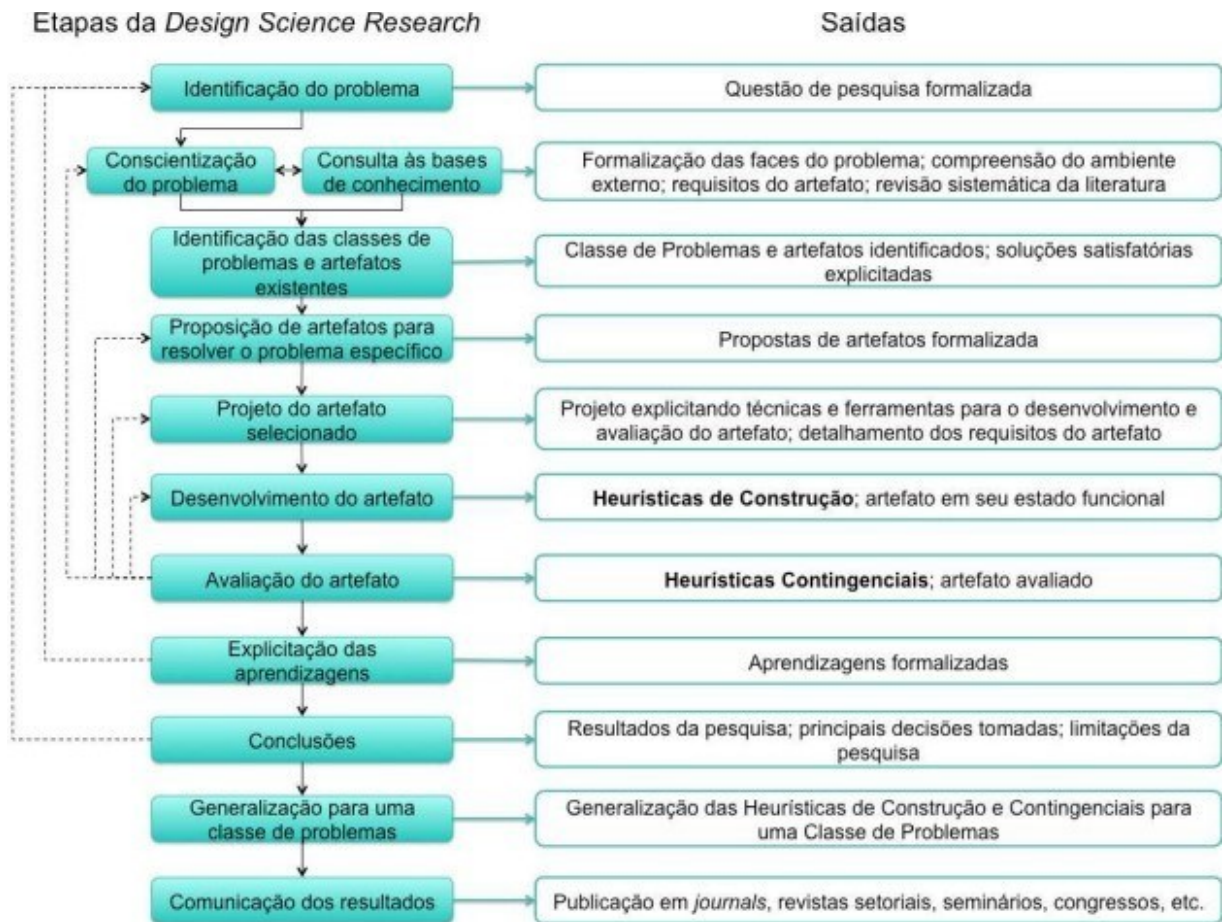 Etapas da Design Science Research
Saídas
Identificação do problema
Questão de pesquisa formalizada
Conscientização
do problema
Consulta às bases
de conhecimento
Formalização das faces do problema; compreensão do ambiente
externo; requisitos do artefato; revisão sistemática da literatura
Identificação das classes de
problemas e artefatos
existentes
Classe de Problemas e artefatos identificados; soluções satisfatórias
explicitadas
Proposição de artefatos para
resolver o problema específico
Propostas de artefatos formalizada
Projeto do artefato
selecionado
Projeto explicitando técnicas e ferramentas para o desenvolvimento e
avaliação do artefato; detalhamento dos requisitos do artefato
Desenvolvimento do artefato
Heurísticas de Construção; artefato em seu estado funcional
Avaliação do artefato
Heurísticas Contingenciais; artefato avaliado
Explicitação das
aprendizagens
Aprendizagens formalizadas
Conclusões
Resultados da pesquisa; principais decisões tomadas; limitações da
pesquisa
Generalização para uma
classe de problemas
Generalização das Heurísticas de Construção e Contingenciais para
uma Classe de Problemas
Comunicação dos resultados
Publicação em journals, revistas setoriais, seminários, congressos, etc.